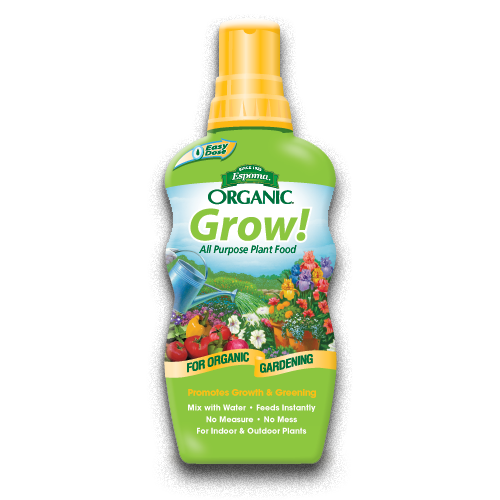 Easy
Dose
SINCE 1929
Espoma
ORGANIC
Grow!
All Purpose Plant Food
FOR ORGANIC GARDENING
Promotes Growth & Greening
Mix with Water • Feeds Instantly
No Measure • No Mess
For Indoor & Outdoor Plants